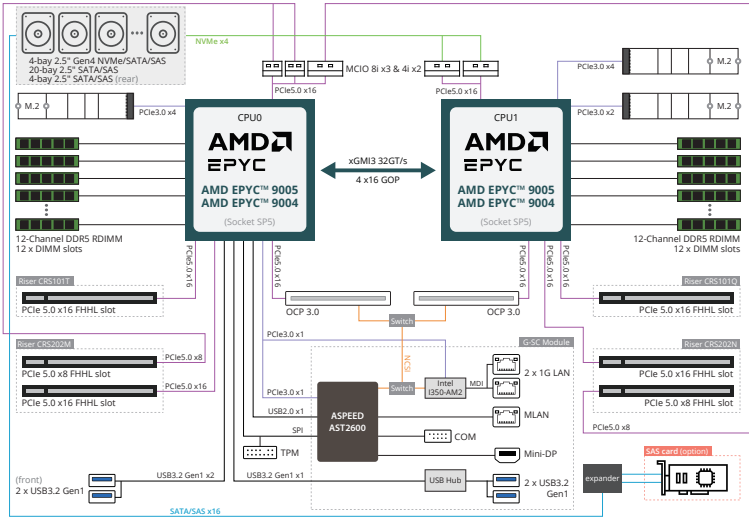 NVMe x4
4-bay 2.5" Gen4 NVMe/SATA/SAS
20-bay 2.5" SATA/SAS
4-bay 2.5" SATA/SAS (rear)
MCIO 8i x3 & 4i x2
PCIe5.0 x16
PCIe5.0 x16
PCIe3.0 x4
M.2
M.2
PCIe3.0 x4
PCIe3.0 x2
M.2
CPU0
AMD
EPYC
AMD EPYC™ 9005
AMD EPYC™ 9004
(Socket SP5)
xGMI3 32GT/s
4 x16 GOP
CPU1
AMD
EPYC
AMD EPYC™ 9005
AMD EPYC™ 9004
(Socket SP5)
12-Channel DDR5 RDIMM
12 x DIMM slots
12-Channel DDR5 RDIMM
12 x DIMM slots
PCIe5.0 x16
PCIe5.0 x16
PCIe5.0 x16
PCIe5.0 x16
PCIe5.0 x16
Riser CRS101T
PCIe 5.0 x16 FHHL slot
OCP 3.0
OCP 3.0
Riser CRS101Q
PCIe 5.0 x16 FHHL slot
Switch
PCIe3.0 x1
NCSI
G-SC Module
Riser CRS202M
PCIe5.0 x8
PCIe 5.0 x8 FHHL slot
PCIe5.0 x16
PCIe 5.0 x16 FHHL slot
Riser CRS202N
PCIe 5.0 x16 FHHL slot
PCIe 5.0 x8 FHHL slot
PCIe5.0 x8
PCIe3.0 x1
Switch
Intel
I350-AM2
MDI
2 x 1G LAN
USB2.0 x1
ASPEED
AST2600
MLAN
SPI
TPM
COM
Mini-DP
SAS card (option)
(front)
2 x USB3.2 Gen1
USB3.2 Gen1 x2
USB3.2 Gen1 x1
USB Hub
2 x USB3.2
Gen1
expander
SATA/SAS x16